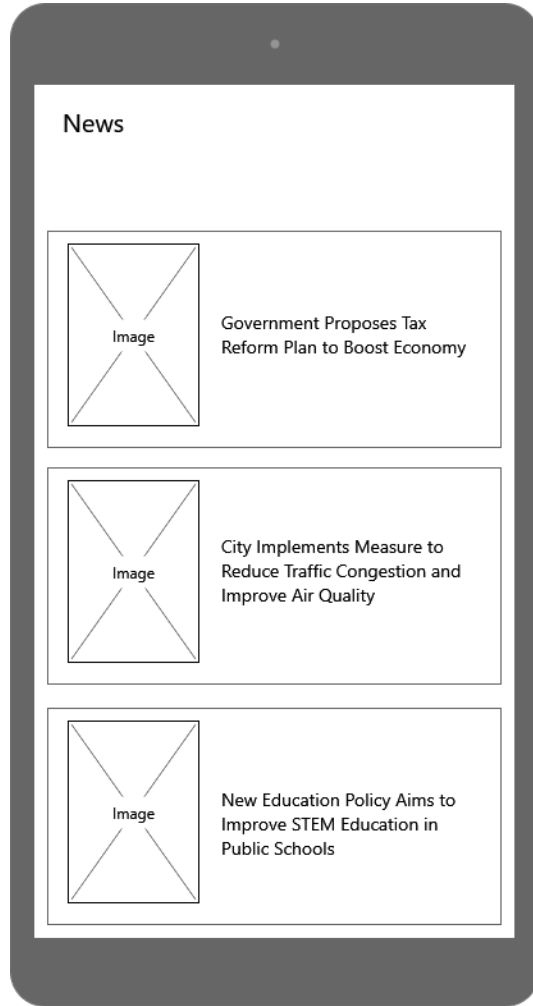 News
Image
Government Proposes Tax
Reform Plan to Boost Economy
Image
City Implements Measure to
Reduce Traffic Congestion and
Improve Air Quality
Image
New Education Policy Aims to
Improve STEM Education in
Public Schools